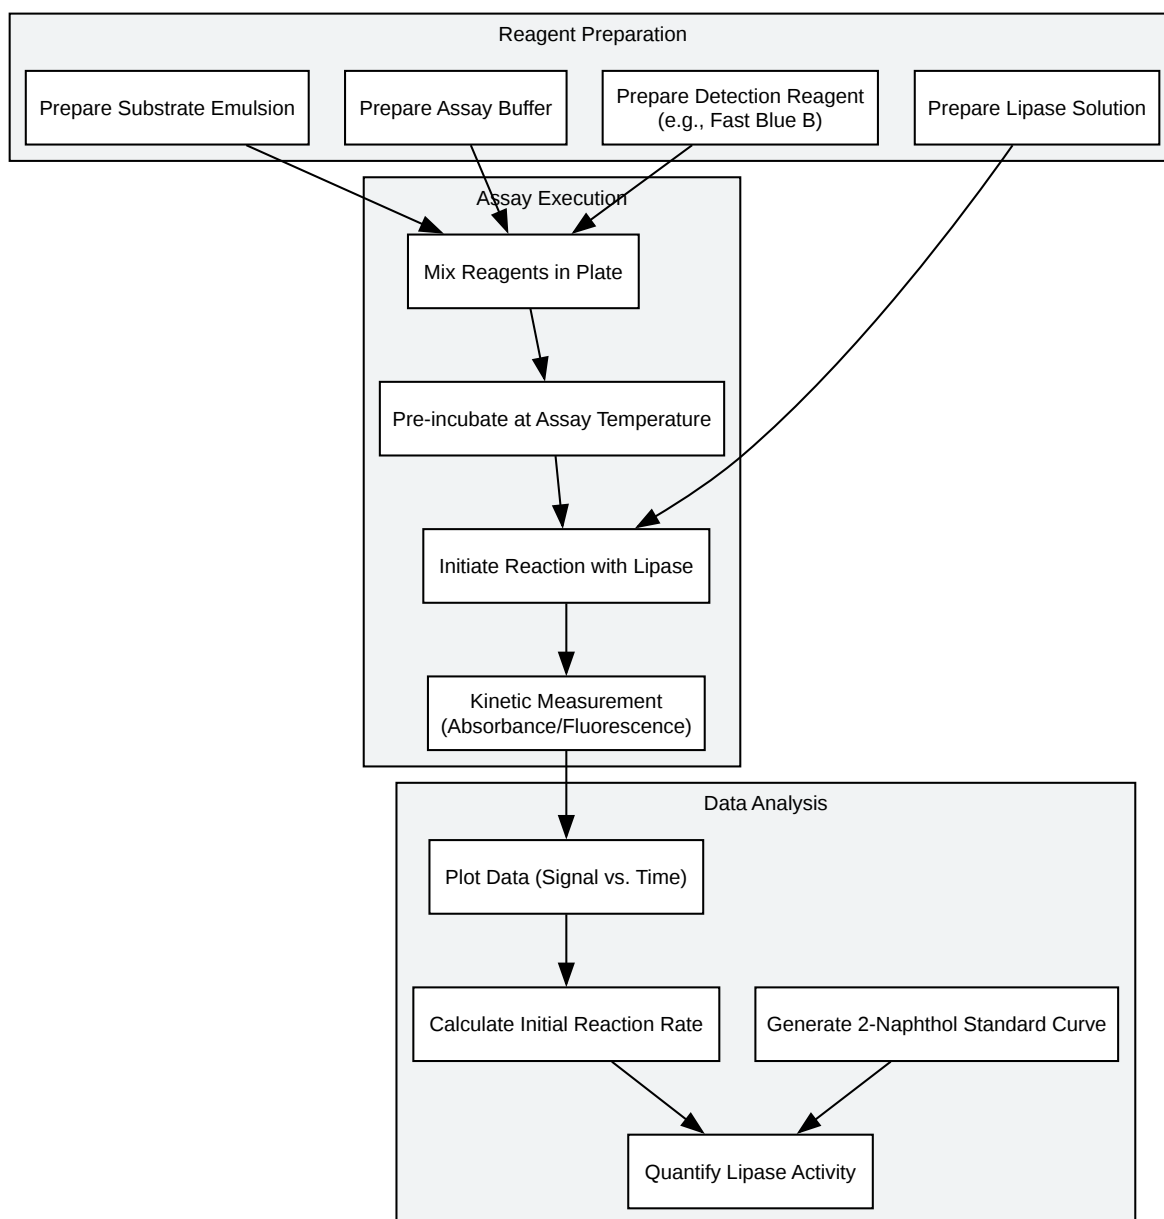 Reagent Preparation
Prepare Substrate Emulsion
Prepare Assay Buffer
Prepare Detection Reagent
(e.g., Fast Blue B)
Prepare Lipase Solution
Assay Execution
Mix Reagents in Plate
Pre-incubate at Assay Temperature
Initiate Reaction with Lipase
Kinetic Measurement
(Absorbance/Fluorescence)
Data Analysis
Plot Data (Signal vs. Time)
Calculate Initial Reaction Rate
Generate 2-Naphthol Standard Curve
Quantify Lipase Activity